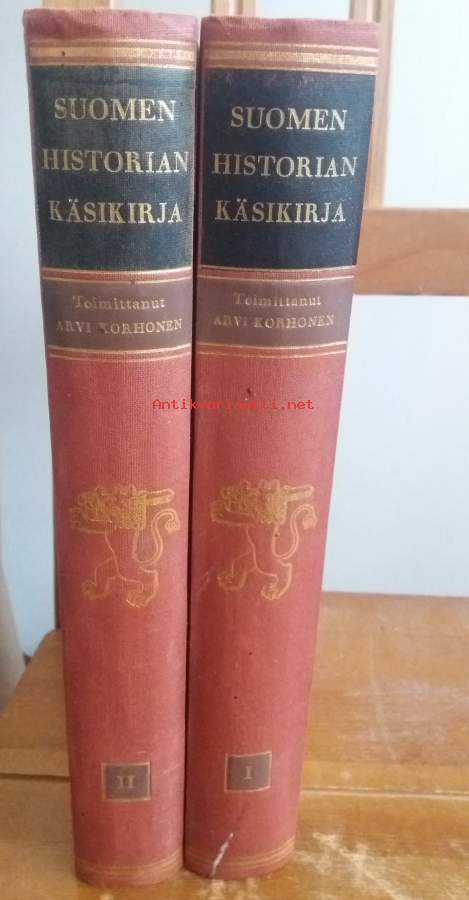 SUOMEN
HISTORIAN
KÄSIKIRJA
Toimittanut
ARVI KORHONEN
II
SUOMEN
HISTORIAN
KÄSIKIRJA
Toimittanut
ARVI KORHONEN
I
Antikvariaatti.net